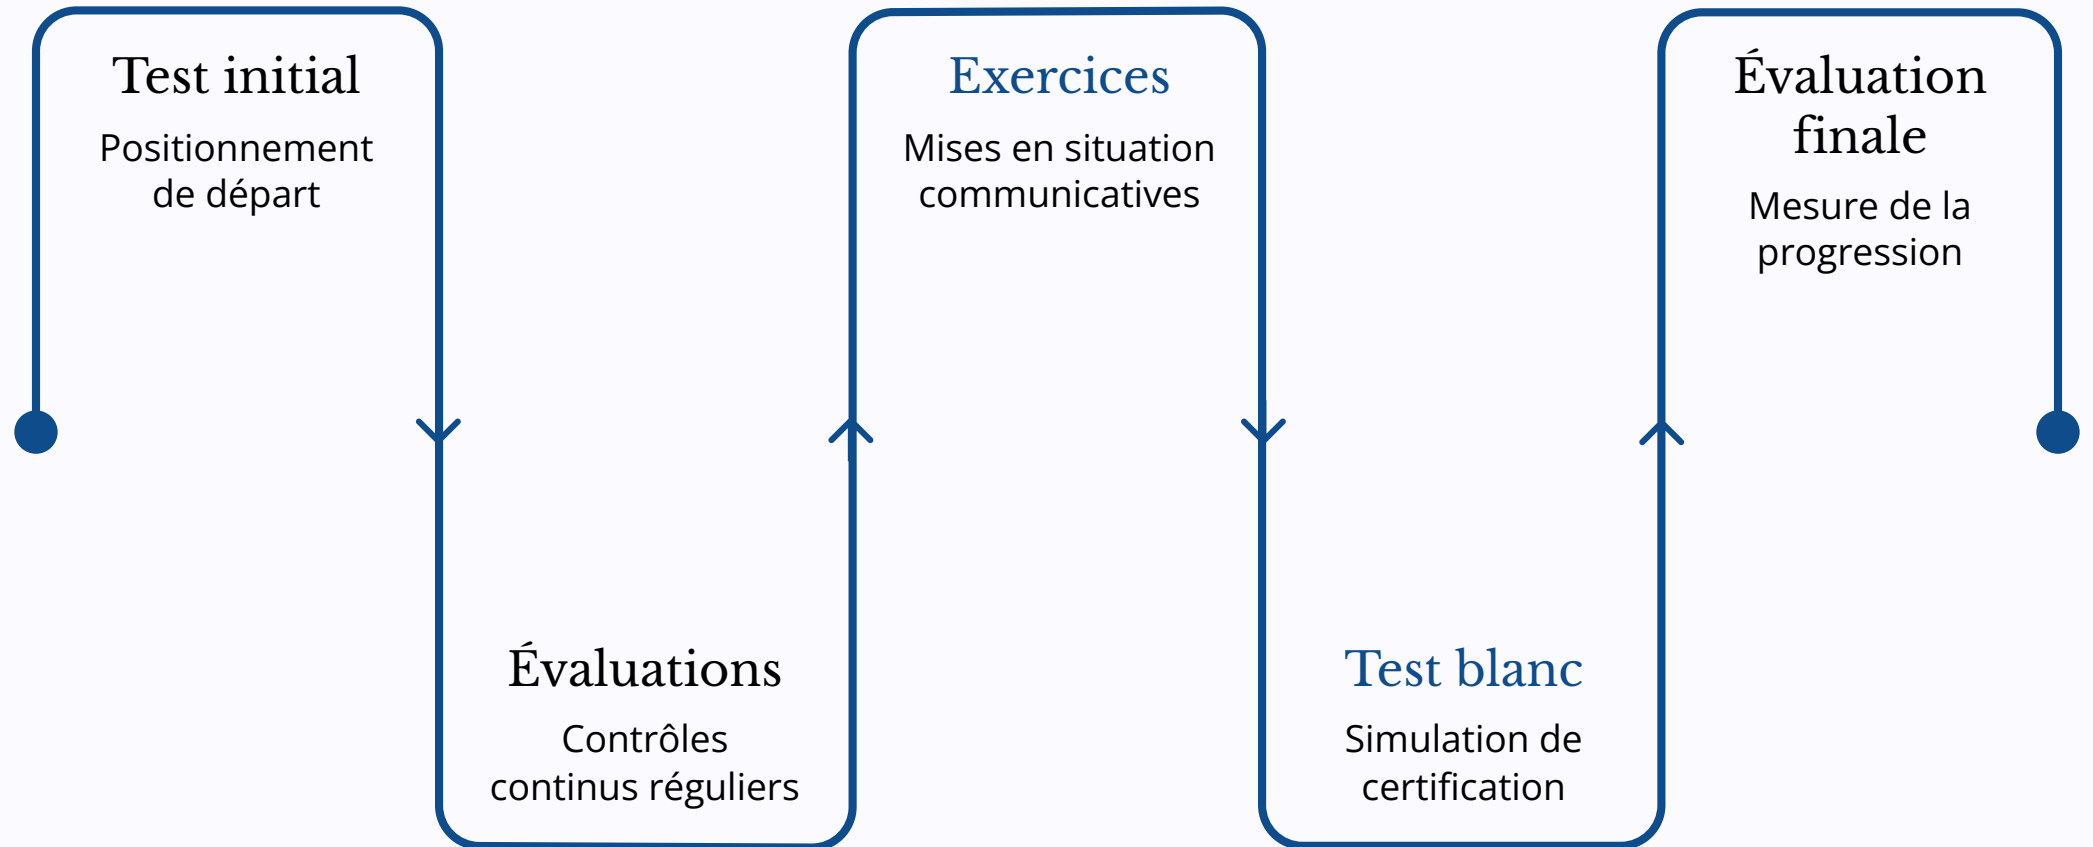 Test initial
Positionnement
de départ
Évaluations
Contrôles
continus réguliers
Exercices
Mises en situation
communicatives
Test blanc
Simulation de
certification
Évaluation
finale
Mesure de la
progression